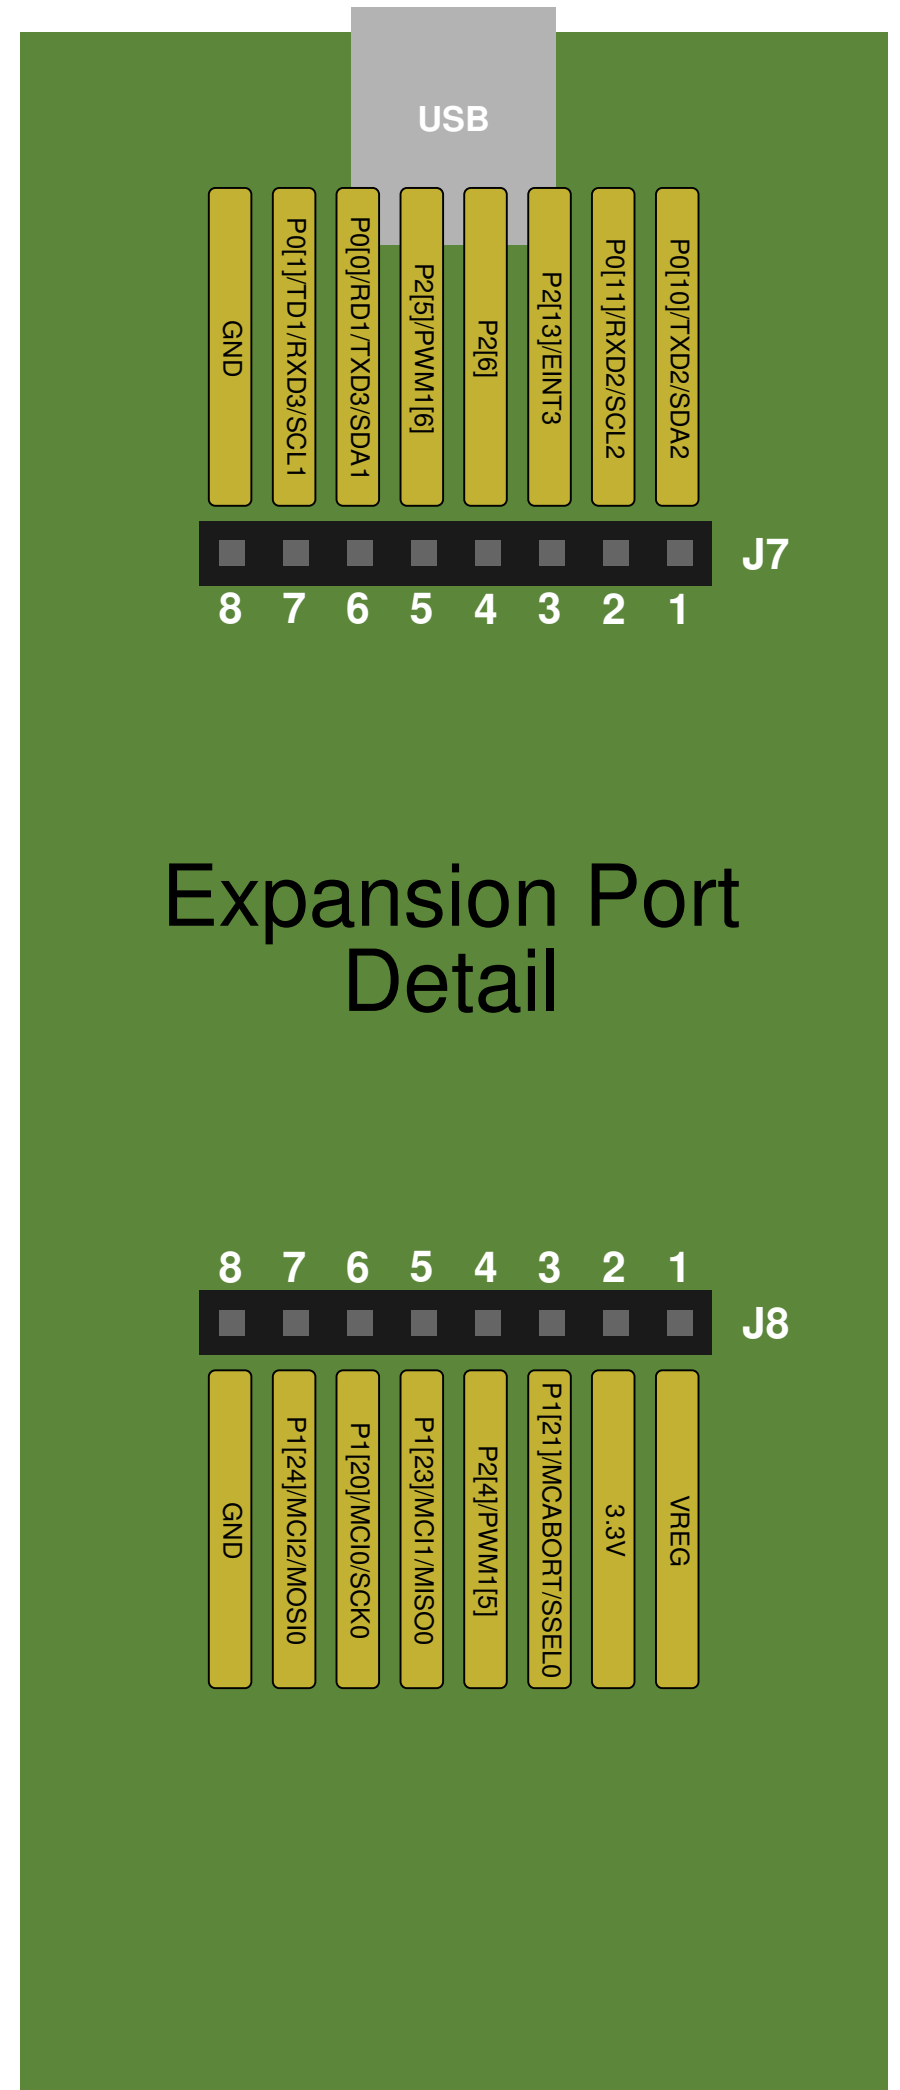 USB
GND
P0[1]/TD1/RXD3/SCL1
P0[0]/RD1/TXD3/SDA1
P2[5]/PWM1[6]
P2[6]
P2[13]/EINT3
P0[11]/RXD2/SCL2
P0[10]/TXD2/SDA2
J7
8 7 6 5 4 3 2 1
Expansion Port
Detail
8 7 6 5 4 3 2 1
J8
GND
P1[24]/MCI2/MOSI0
P1[20]/MCI0/SCK0
P1[23]/MCI1/MISO0
P2[4]/PWM1[5]
P1[21]/MCABORT/SSEL0
3.3V
VREG